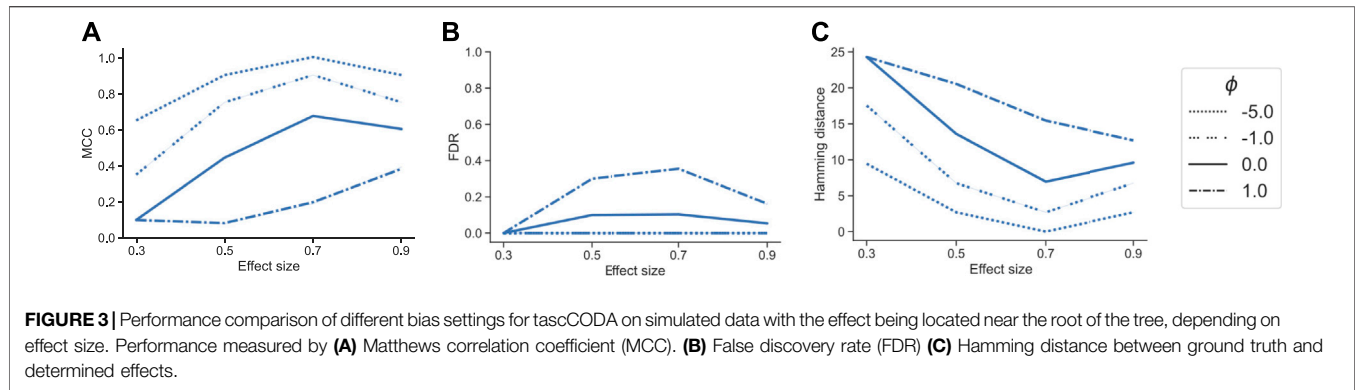 A
B
C
1.0
0.8
0.6
0.4
0.2
0.0
MCC
0.3
0.5
0.7
0.9
Effect size
1.0
0.8
0.6
0.4
0.2
0.0
FDR
0.3
0.5
0.7
0.9
Effect size
25
20
15
10
5
0
Hamming distance
0.3
0.5
0.7
0.9
Effect size
ϕ
-5.0
-1.0
0.0
1.0
FIGURE 3 | Performance comparison of different bias settings for tascCODA on simulated data with the effect being located near the root of the tree, depending on
effect size. Performance measured by (A) Matthews correlation coefficient (MCC). (B) False discovery rate (FDR) (C) Hamming distance between ground truth and
determined effects.